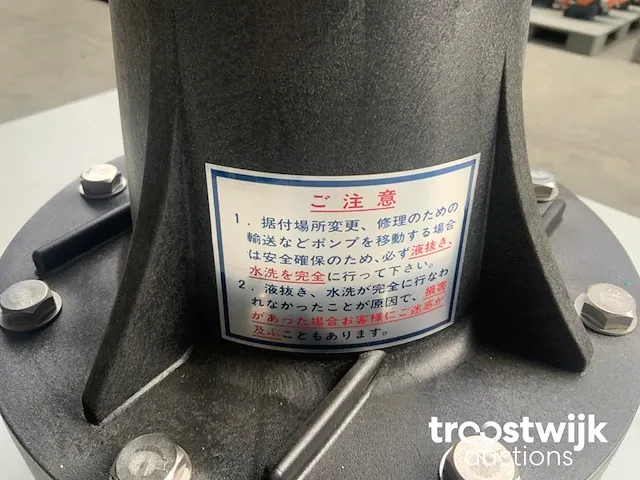 ご注意
1．据付場所変更、修理のための
輸送などポンプを移動する場合
は安全確保のため、必ず液抜き、
水洗を完全に行って下さい。
2．液抜き、水洗が完全に行なわ
れなかったことが原因で、損害
があった場合お客様にご迷惑が
及ぶこともあります。
troostwijk
auctions